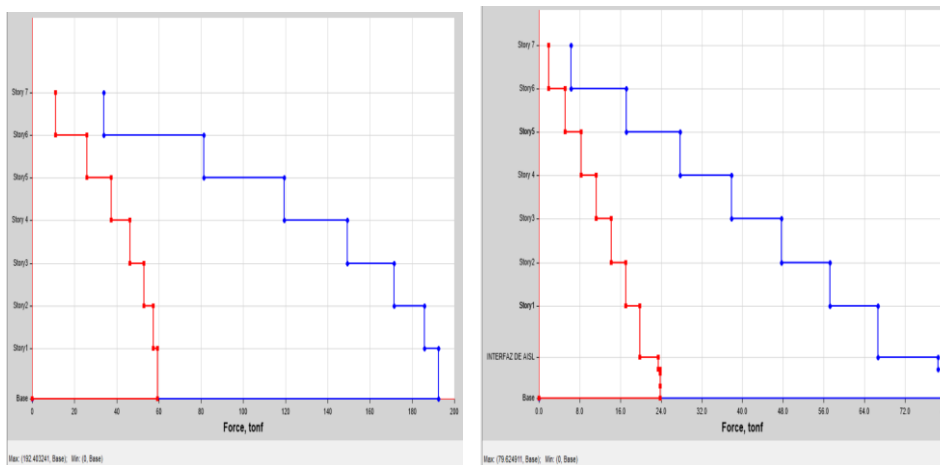 Story 7
Story6
Story5
Story 4
Story3
Story2
Story1
Base
0 20 40 60 80 100 120 140 160 180 200
Force, tonf
Max: (192.403241, Base); Min: (0, Base)
Story 7
Story6
Story5
Story 4
Story3
Story2
Story1
INTERFAZ DE AISL
Base
0.0 8.0 16.0 24.0 32.0 40.0 48.0 56.0 64.0 72.0
Force, tonf
Max: (79.624911, Base); Min: (0, Base)